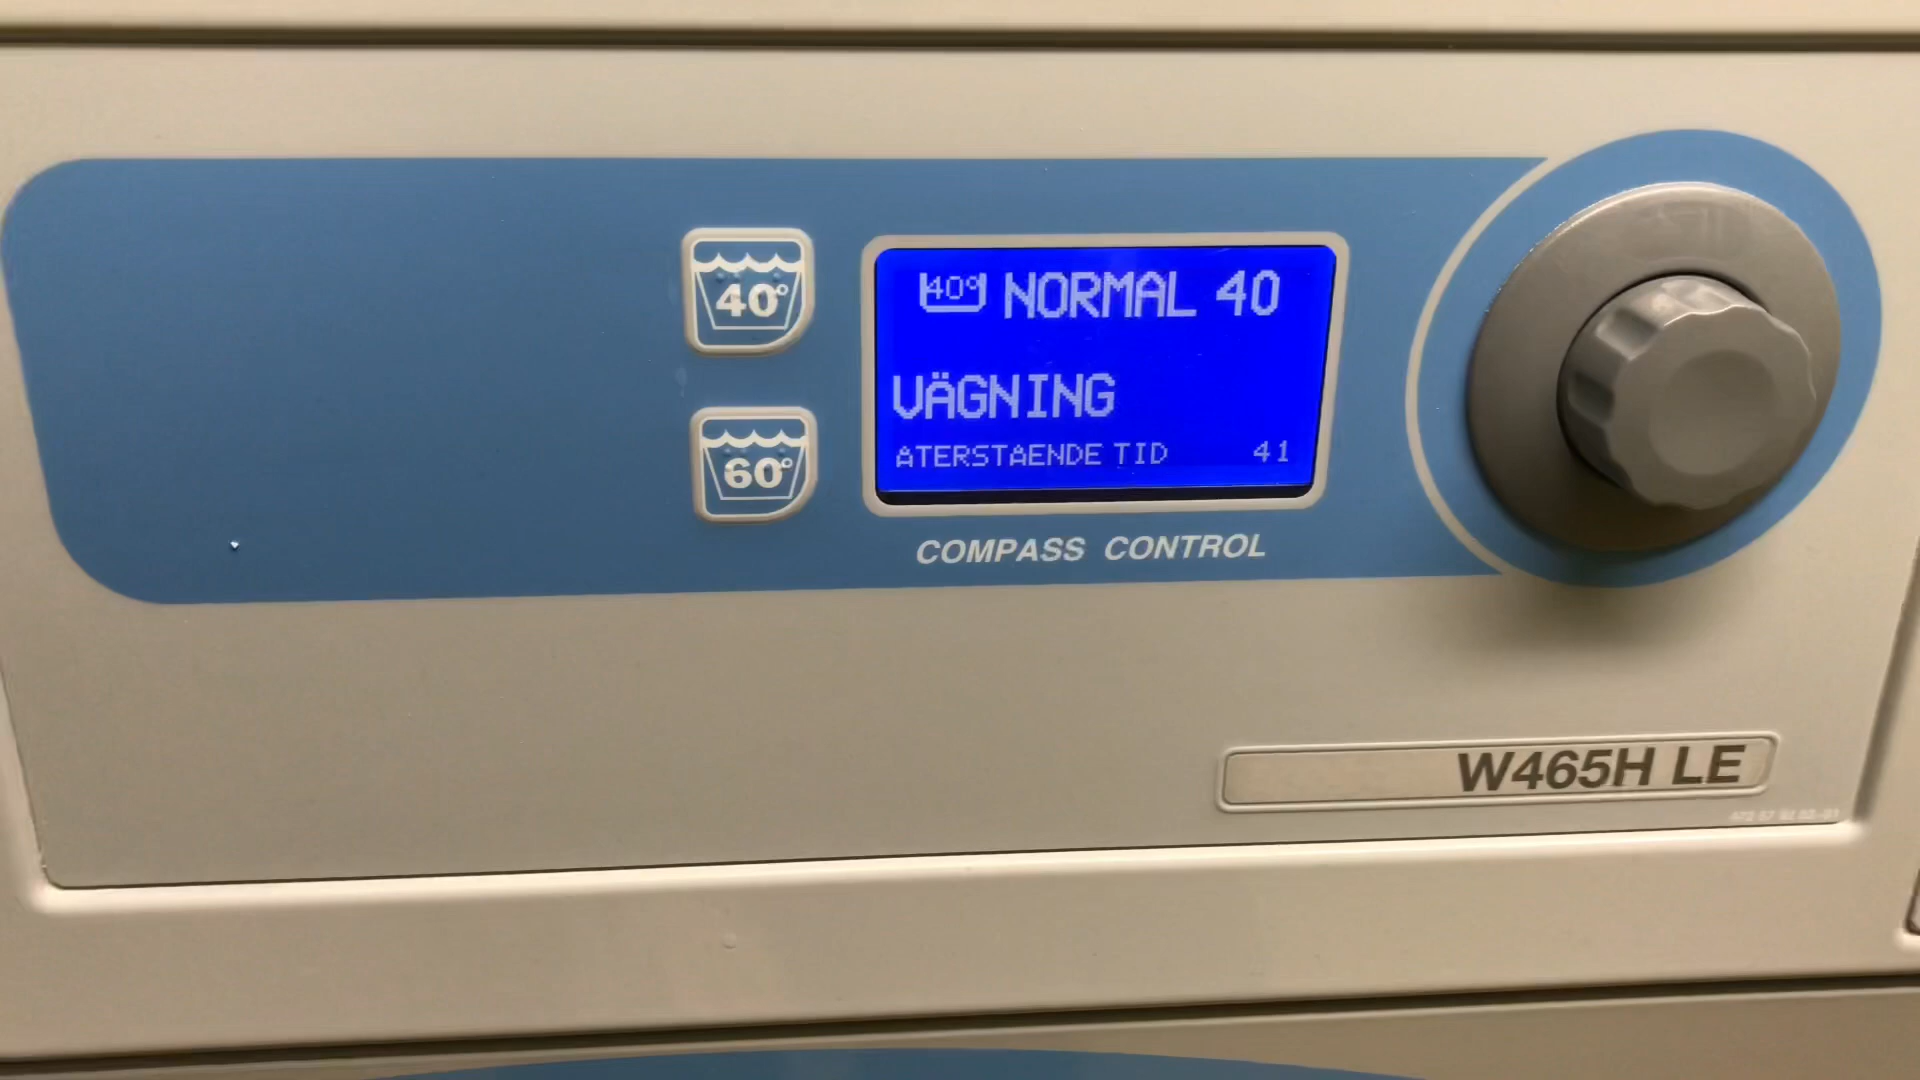 40°
60°
40° NORMAL 40
VÄGNING
ATERSTAENDE TID 41
COMPASS CONTROL
W465H LE